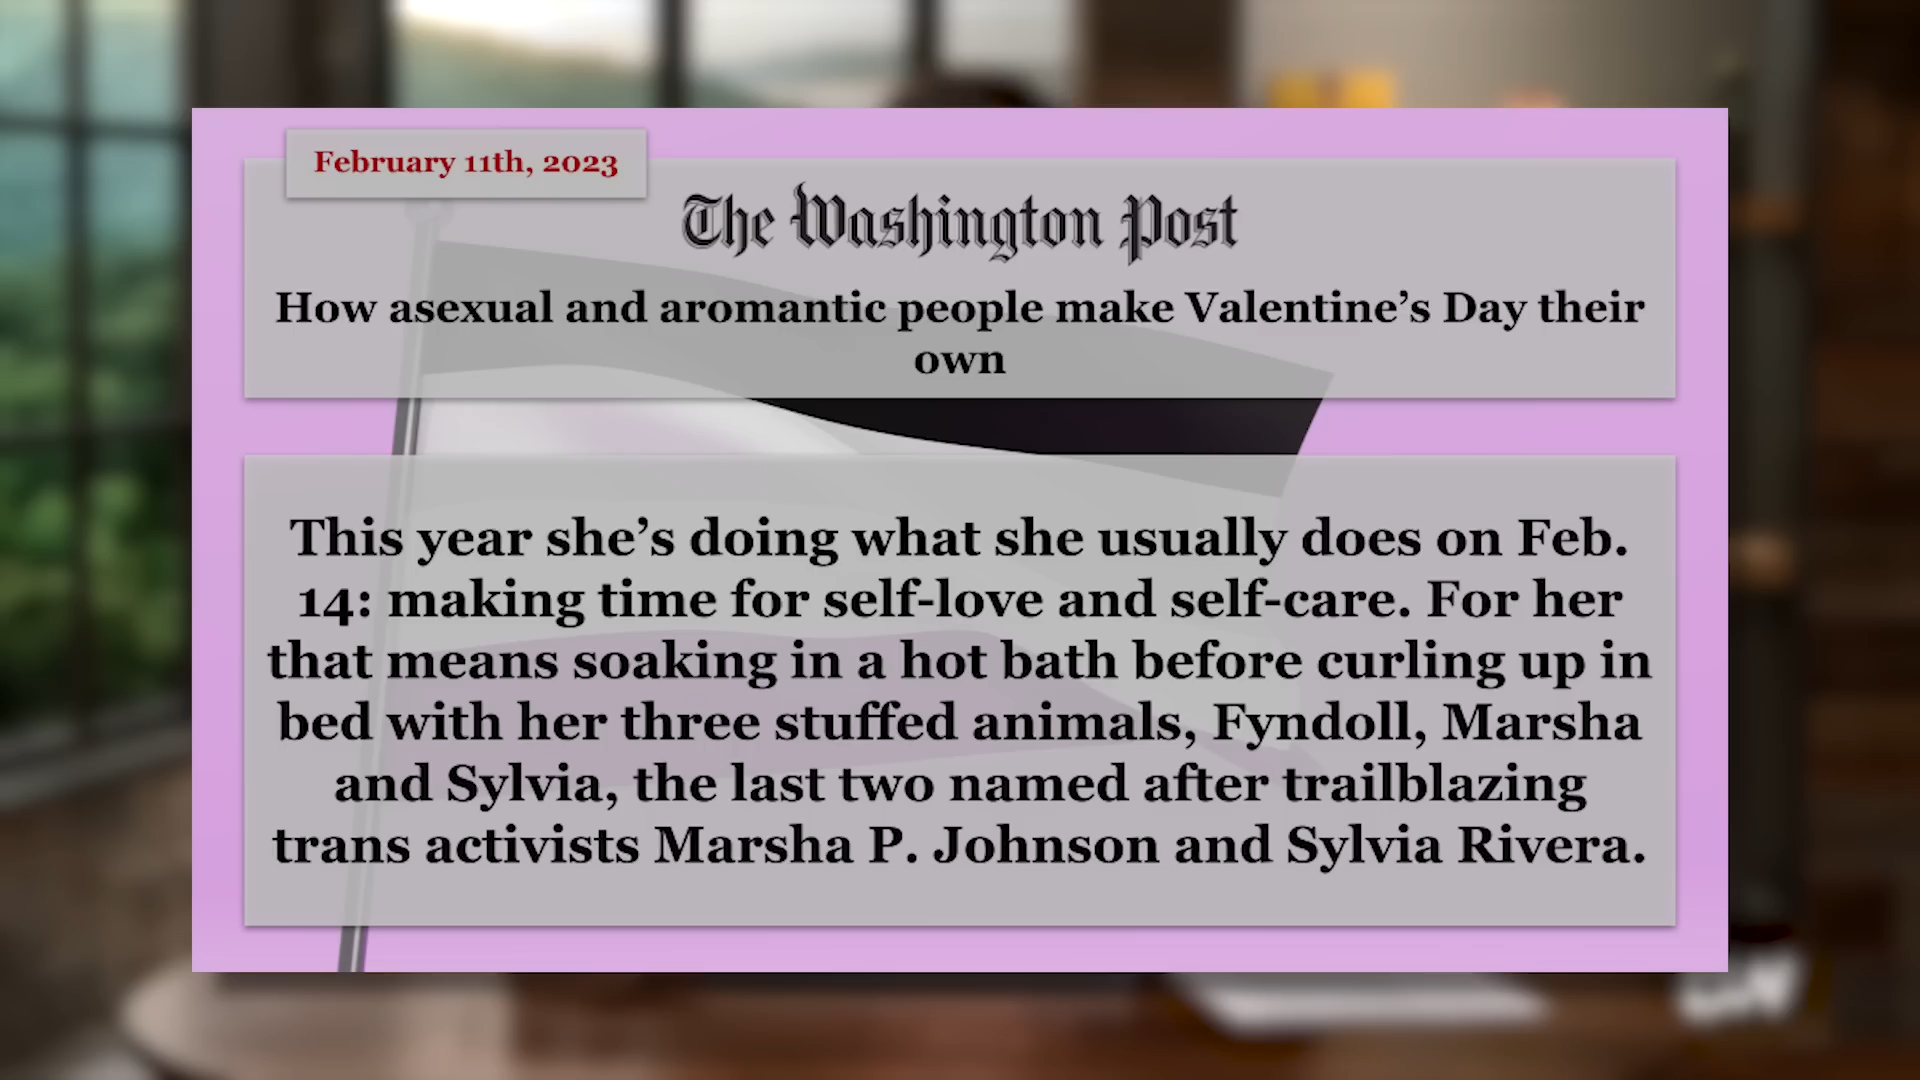 February 11th, 2023
The Washington Post
How asexual and aromantic people make Valentine's Day their
own
This year she's doing what she usually does on Feb.
14: making time for self-love and self-care. For her
that means soaking in a hot bath before curling up in
bed with her three stuffed animals, Fyndoll, Marsha
and Sylvia, the last two named after trailblazing
trans activists Marsha P. Johnson and Sylvia Rivera.